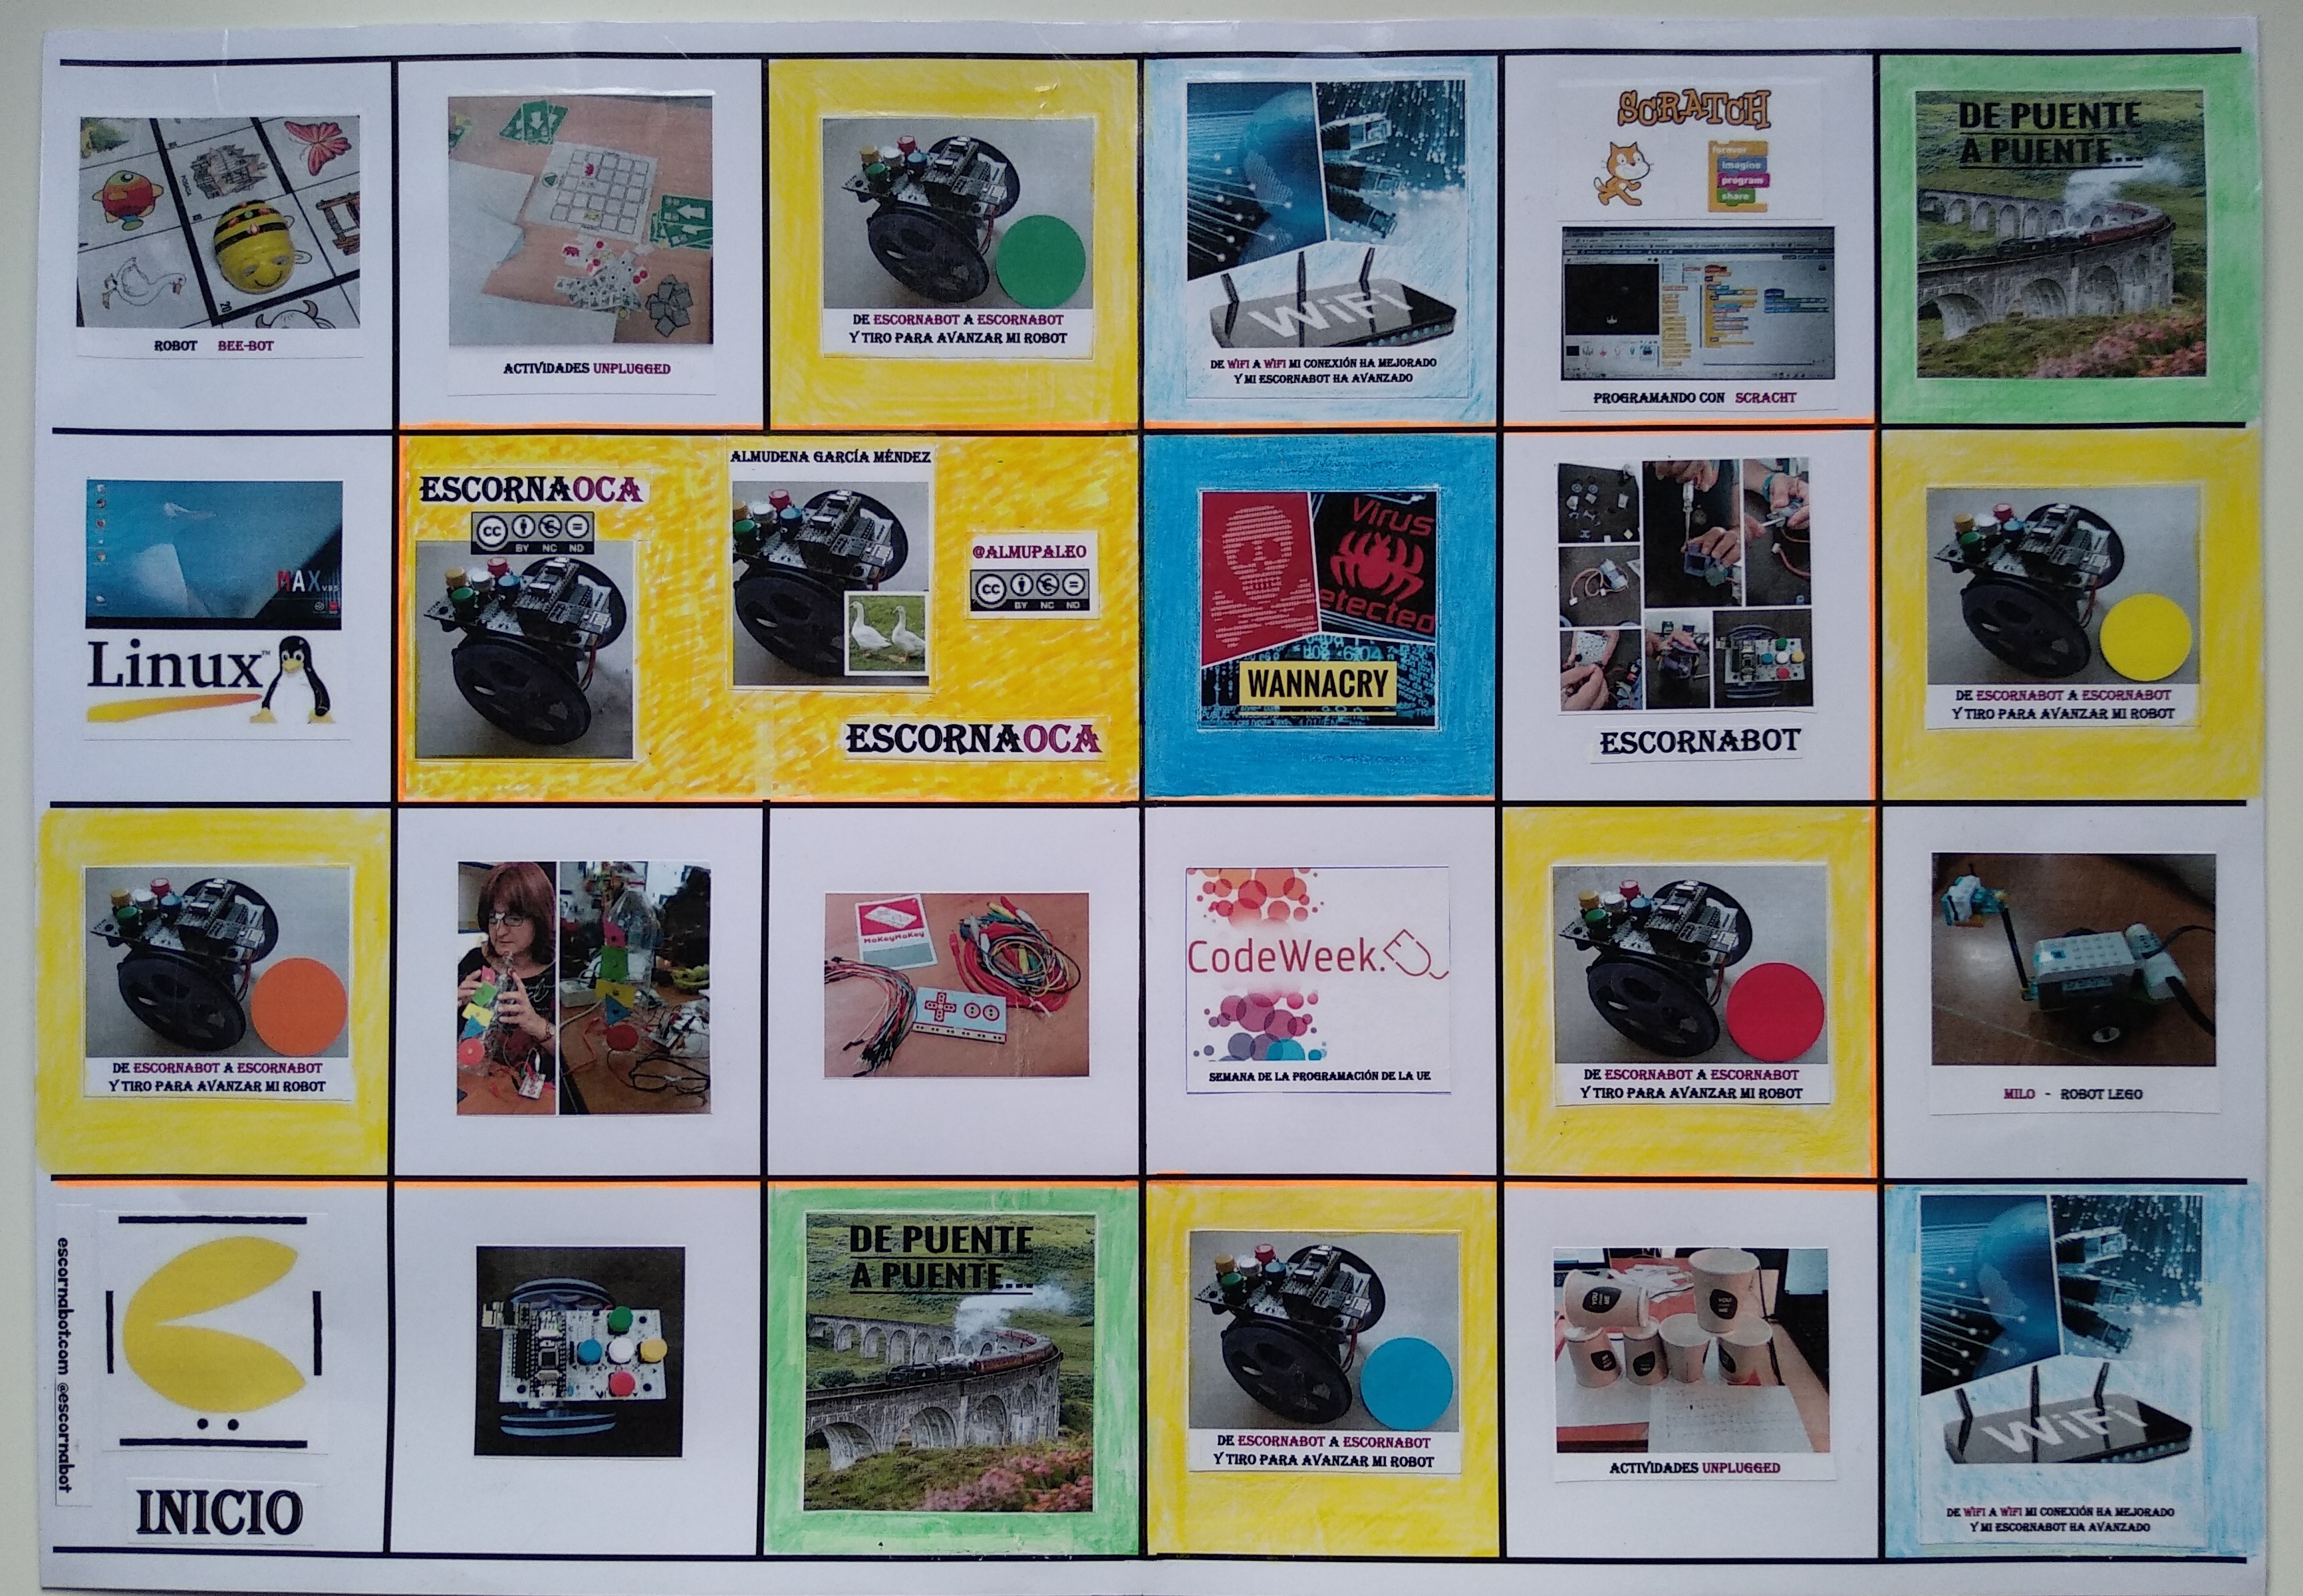 ROBOT BEE-BOT
ACTIVIDADES UNPLUGGED
DE ESCORNABOT A ESCORNABOT
Y TIRO PARA AVANZAR MI ROBOT
WiFi
DE WIFI A WIFI MI CONEXIÓN HA MEJORADO
Y MI ESCORNABOT HA AVANZADO
SCRATCH
forever
imagine
program
share
PROGRAMANDO CON SCRACHT
DE PUENTE
A PUENTE...
MAX
Linux™
ESCORNAOCA
CC BY NC ND
ALMUDENA GARCÍA MÉNDEZ
@ALMUPALEO
CC BY NC ND
ESCORNAOCA
Virus
etected
WANNACRY
ESCORNABOT
DE ESCORNABOT A ESCORNABOT
Y TIRO PARA AVANZAR MI ROBOT
DE ESCORNABOT A ESCORNABOT
Y TIRO PARA AVANZAR MI ROBOT
MaKeyMaKey
CodeWeek.EU
SEMANA DE LA PROGRAMACIÓN DE LA UE
DE ESCORNABOT A ESCORNABOT
Y TIRO PARA AVANZAR MI ROBOT
MILO - ROBOT LEGO
escornabot.com @escornabot
INICIO
DE PUENTE
A PUENTE...
DE ESCORNABOT A ESCORNABOT
Y TIRO PARA AVANZAR MI ROBOT
ACTIVIDADES UNPLUGGED
WiFi
DE WIFI A WIFI MI CONEXIÓN HA MEJORADO
Y MI ESCORNABOT HA AVANZADO